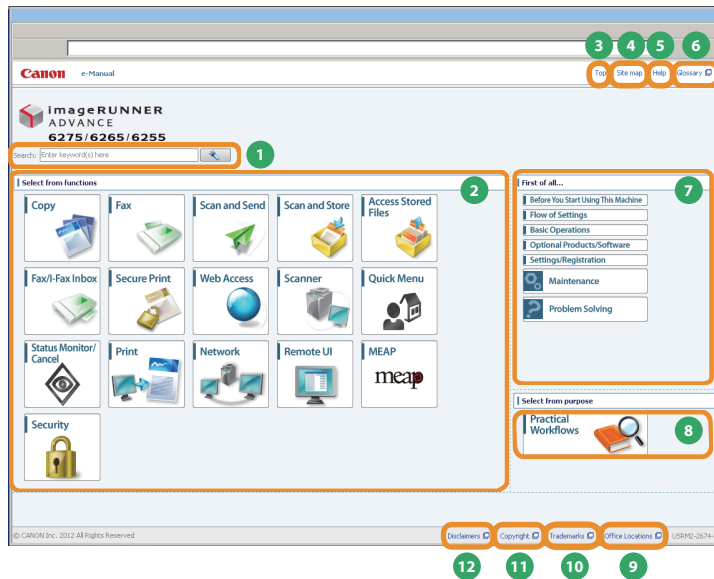 3 4 5 6
Canon e-Manual
Top Site map Help Glossary
imageRUNNER
ADVANCE
6275/6265/6255
Search: Enter keyword(s) here
1
Select from functions
2
Copy
Fax
Scan and Send
Scan and Store
Access Stored
Files
Fax/I-Fax Inbox
Secure Print
Web Access
Scanner
Quick Menu
Status Monitor/
Cancel
Print
Network
Remote UI
MEAP
meap
Security
First of all...
7
Before You Start Using This Machine
Flow of Settings
Basic Operations
Optional Products/Software
Settings/Registration
Maintenance
Problem Solving
Select from purpose
Practical
Workflows
8
© CANON Inc. 2012 All Rights Reserved
Disclaimers Copyright Trademarks Office Locations USRM2-2674-
12 11 10 9